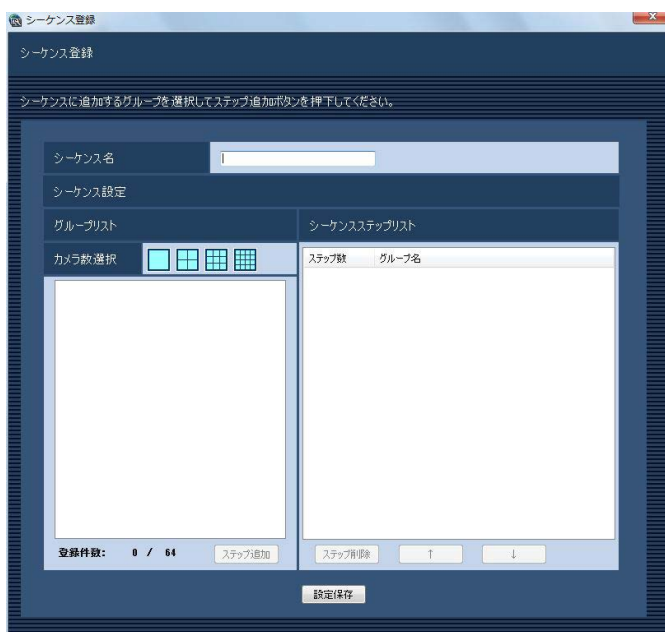 シーケンス登録
シーケンス登録
シーケンスに追加するグループを選択してステップ追加ボタンを押下してください。
シーケンス名
シーケンス設定
グループリスト
シーケンスステップリスト
カメラ数選択
ステップ数 グループ名
登録件数: 0 / 64
ステップ追加
ステップ削除
↑
↓
設定保存